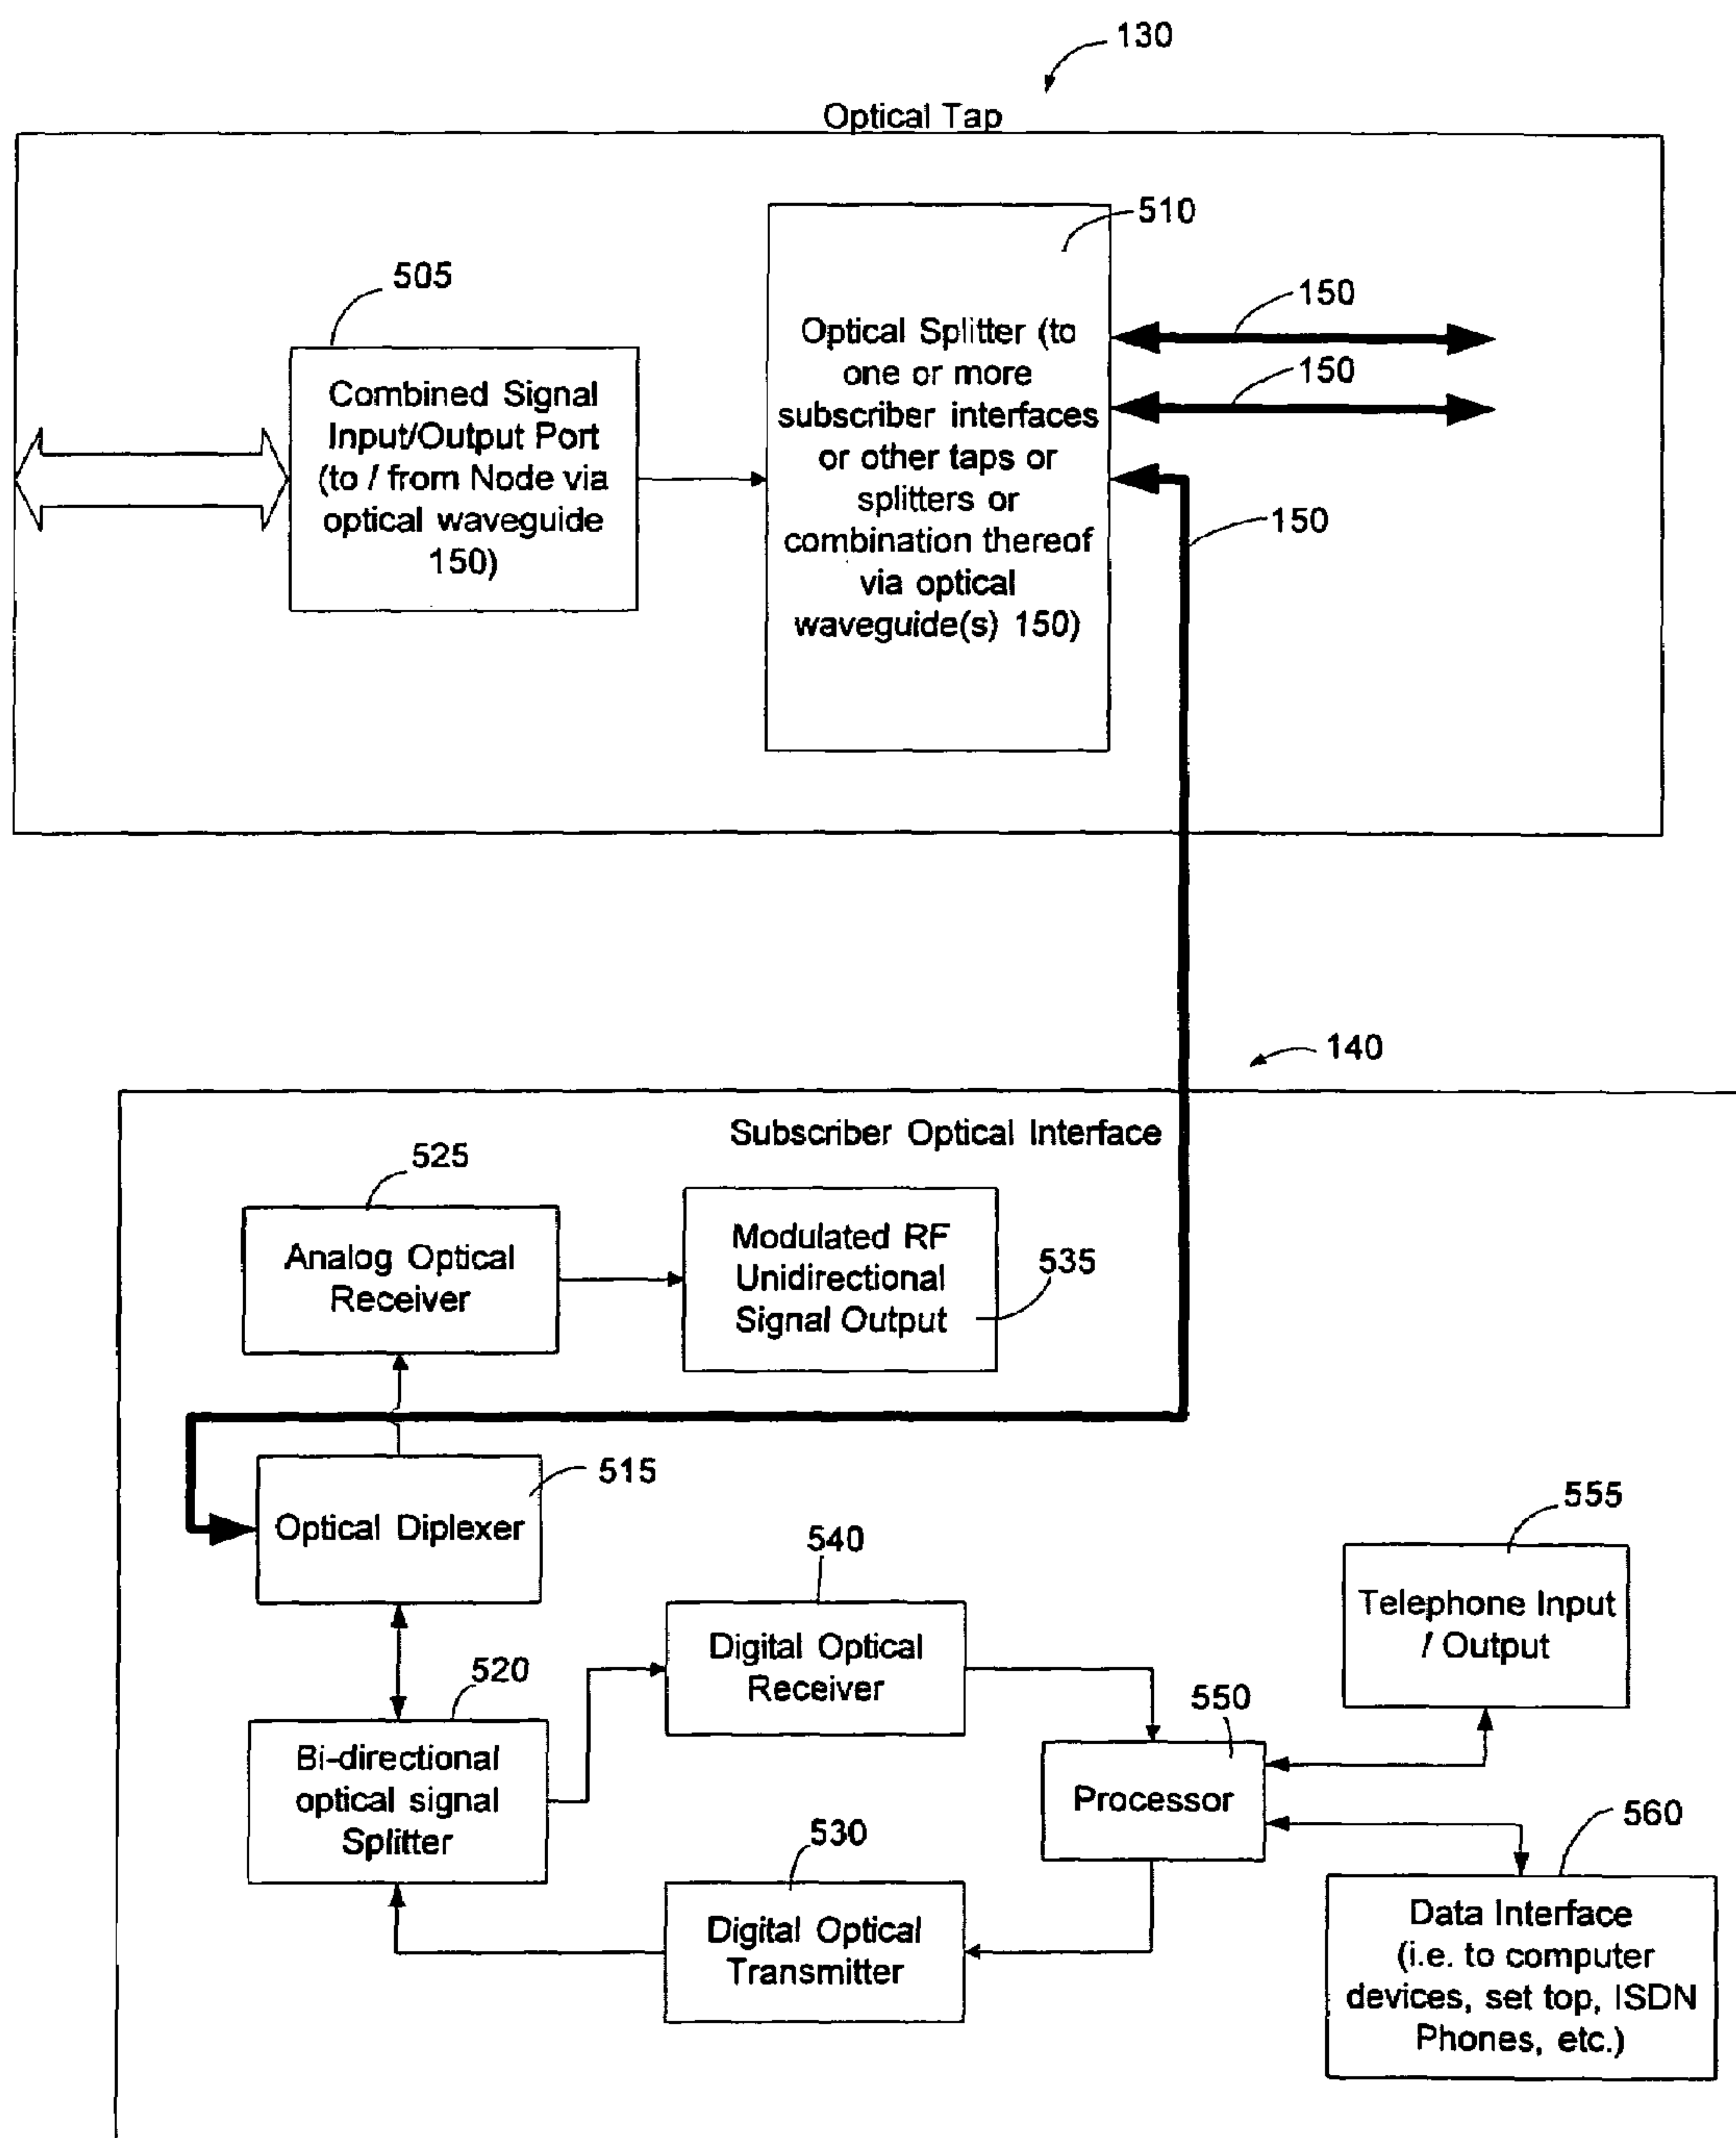 130
Optical Tap
510
505
150
Combined Signal
Input/Output Port
(to / from Node via
optical waveguide
150)
Optical Splitter (to
one or more
subscriber interfaces
or other taps or
splitters or
combination thereof
via optical
waveguide(s) 150)
150
150
140
Subscriber Optical Interface
525
Analog Optical
Receiver
Modulated RF
Unidirectional
Signal Output
535
515
Optical Diplexer
540
Digital Optical
Receiver
555
Telephone Input
/ Output
520
Bi-directional
optical signal
Splitter
550
Processor
530
Digital Optical
Transmitter
560
Data Interface
(i.e. to computer
devices, set top, ISDN
Phones, etc.)